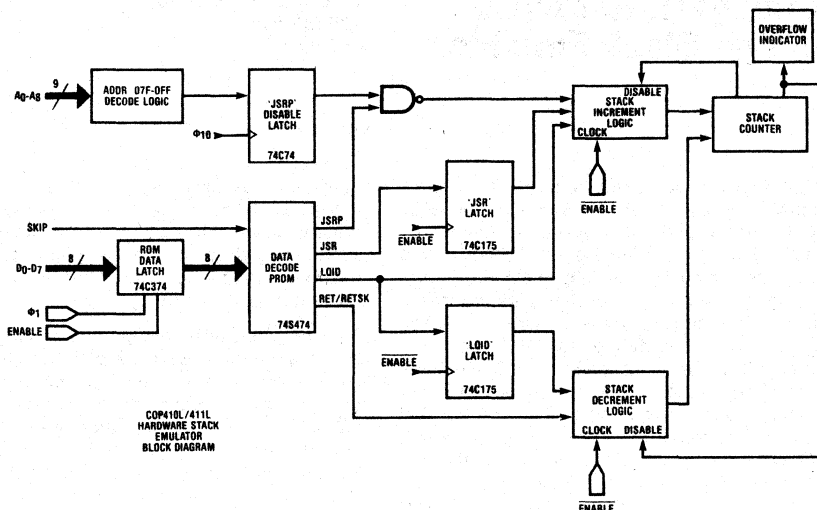 OVERFLOW
INDICATOR
9
A0-A8
ADDR 07F-0FF
DECODE LOGIC
'JSRP'
DISABLE
LATCH
Φ10
74C74
DISABLE
STACK
INCREMENT
LOGIC
CLOCK
STACK
COUNTER
ENABLE
'JSR'
LATCH
ENABLE
74C175
SKIP
JSRP
JSR
LQID
RET/RETSK
D0-D7
8
ROM
DATA
LATCH
74C374
8
DATA
DECODE
PROM
74S474
Φ1
ENABLE
'LQID'
LATCH
ENABLE
74C175
STACK
DECREMENT
LOGIC
CLOCK DISABLE
ENABLE
COP410L/411L
HARDWARE STACK
EMULATOR
BLOCK DIAGRAM